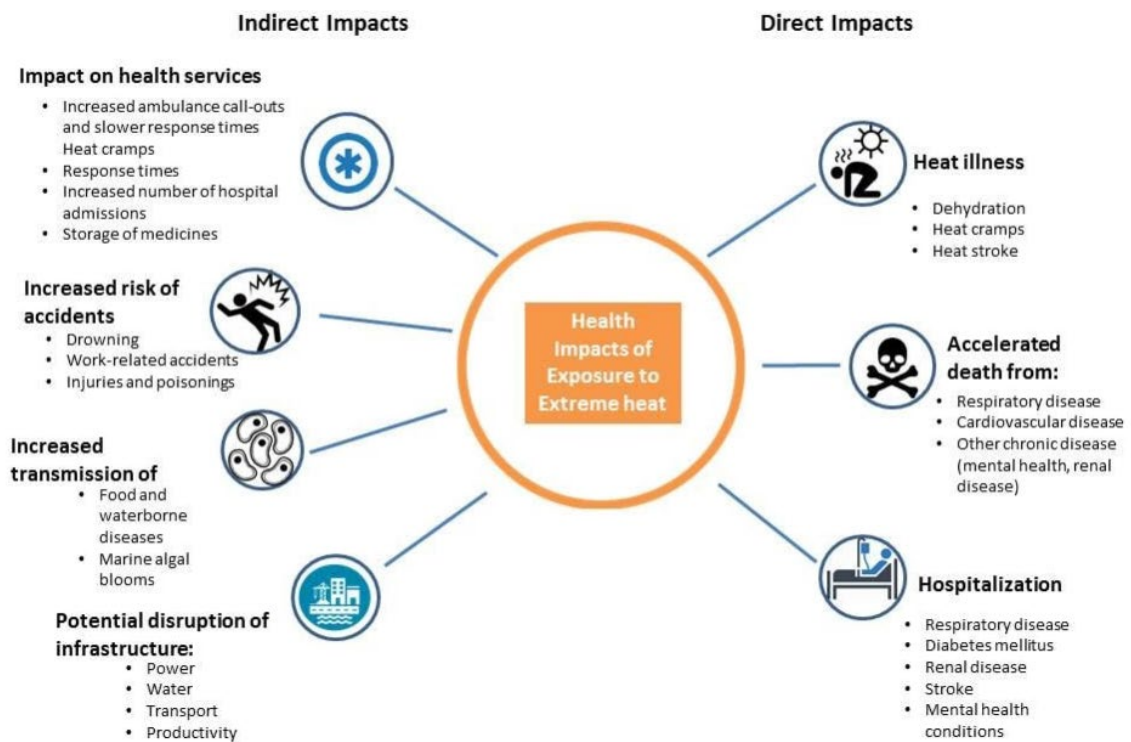 Indirect Impacts
Impact on health services
• Increased ambulance call-outs
and slower response times
Heat cramps
• Response times
• Increased number of hospital
admissions
• Storage of medicines
Increased risk of
accidents
• Drowning
• Work-related accidents
• Injuries and poisonings
Increased
transmission of
• Food and
waterborne
diseases
• Marine algal
blooms
Potential disruption of
infrastructure:
• Power
• Water
• Transport
• Productivity
Health
Impacts of
Exposure to
Extreme heat
Direct Impacts
Heat illness
• Dehydration
• Heat cramps
• Heat stroke
Accelerated
death from:
• Respiratory disease
• Cardiovascular disease
• Other chronic disease
(mental health, renal
disease)
Hospitalization
• Respiratory disease
• Diabetes mellitus
• Renal disease
• Stroke
• Mental health
conditions